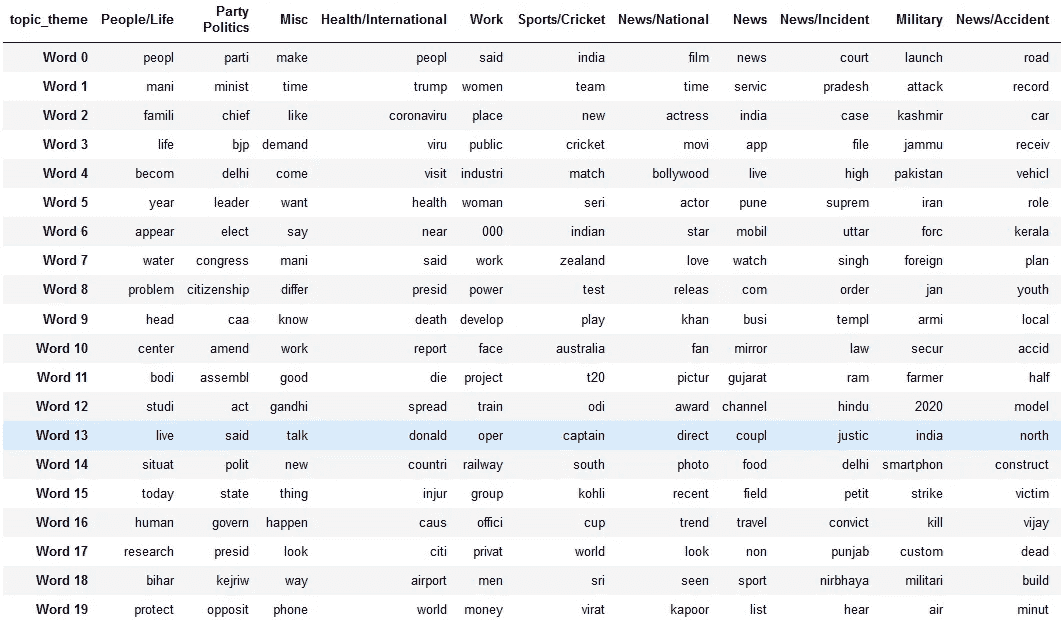 topic_theme People/Life Party Politics Misc Health/International Work Sports/Cricket News/National News News/Incident Military News/Accident
Word 0 peopl parti make peopl said india film news court launch road
Word 1 mani minist time trump women team time servic pradesh attack record
Word 2 famili chief like coronaviru place new actress india case kashmir car
Word 3 life bjp demand viru public cricket movi app file jammu receiv
Word 4 becom delhi come visit industri match bollywood live high pakistan vehicl
Word 5 year leader want health woman seri actor pune suprem iran role
Word 6 appear elect say near 000 indian star mobil uttar forc kerala
Word 7 water congress mani said work zealand love watch singh foreign plan
Word 8 problem citizenship differ presid power test releas com order jan youth
Word 9 head caa know death develop play khan busi templ armi local
Word 10 center amend work report face australia fan mirror law secur accid
Word 11 bodi assembl good die project t20 pictur gujarat ram farmer half
Word 12 studi act gandhi spread train odi award channel hindu 2020 model
Word 13 live said talk donald oper captain direct coupl justic india north
Word 14 situat polit new countri railway south photo food delhi smartphon construct
Word 15 today state thing injur group kohli recent field petit strike victim
Word 16 human govern happen caus offici cup trend travel convict kill vijay
Word 17 research presid look citi privat world look non punjab custom dead
Word 18 bihar kejriw way airport men sri seen sport nirbhaya militari build
Word 19 protect opposit phone world money virat kapoor list hear air minut